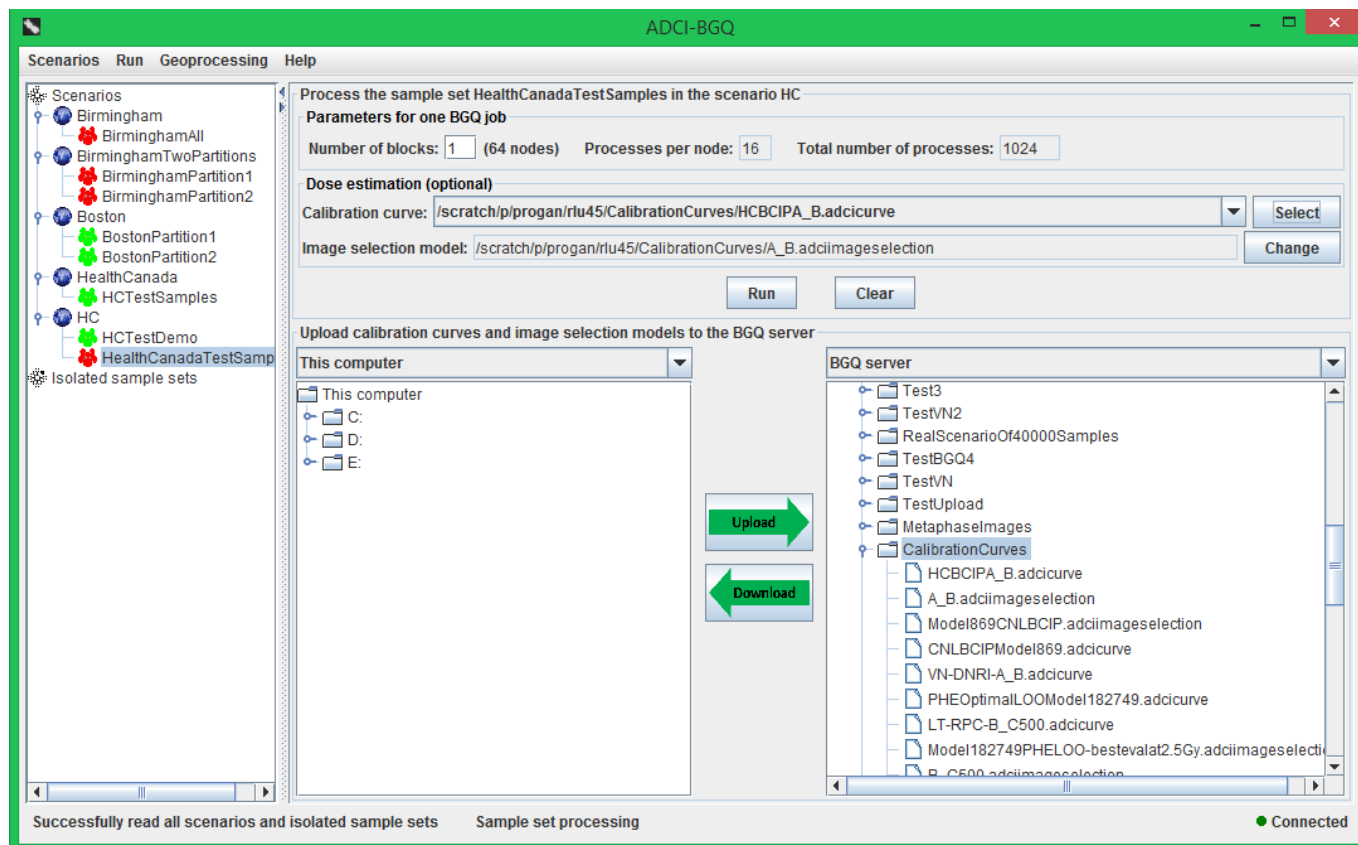 ADCI-BGQ
Scenarios Run Geoprocessing Help
Scenarios
Birmingham
BirminghamAll
BirminghamTwoPartitions
BirminghamPartition1
BirminghamPartition2
Boston
BostonPartition1
BostonPartition2
HealthCanada
HCTestSamples
HC
HCTestDemo
HealthCanadaTestSamp
Isolated sample sets
Process the sample set HealthCanadaTestSamples in the scenario HC
Parameters for one BGQ job
Number of blocks: 1 (64 nodes) Processes per node: 16 Total number of processes: 1024
Dose estimation (optional)
Calibration curve: /scratch/p/progan/rlu45/CalibrationCurves/HCBCIPA_B.adcicurve Select
Image selection model: /scratch/p/progan/rlu45/CalibrationCurves/A_B.adciimageselection Change
Run Clear
Upload calibration curves and image selection models to the BGQ server
This computer
This computer
C:
D:
E:
Upload
Download
BGQ server
Test3
TestVN2
RealScenarioOf40000Samples
TestBGQ4
TestVN
TestUpload
MetaphaseImages
CalibrationCurves
HCBCIPA_B.adcicurve
A_B.adciimageselection
Model869CNLBCIP.adciimageselection
CNLBCIPModel869.adcicurve
VN-DNRI-A_B.adcicurve
PHEOptimalLOOModel182749.adcicurve
LT-RPC-B_C500.adcicurve
Model182749PHELOO-bestevalat2.5Gy.adciimageselecti
B_C500.adciimageselection
Successfully read all scenarios and isolated sample sets Sample set processing Connected